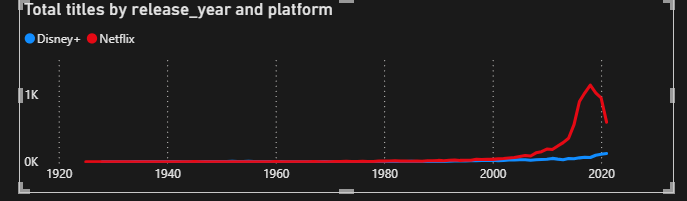 Total titles by release_year and platform
Disney+ Netflix
1K
0K
1920 1940 1960 1980 2000 2020